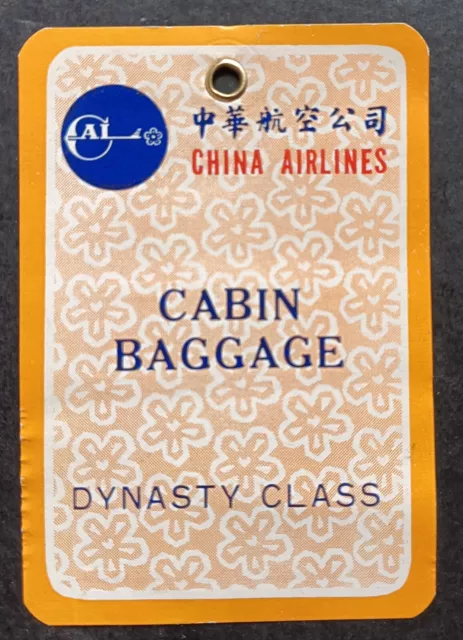 CAL
中華航空公司
CHINA AIRLINES
CABIN
BAGGAGE
DYNASTY CLASS